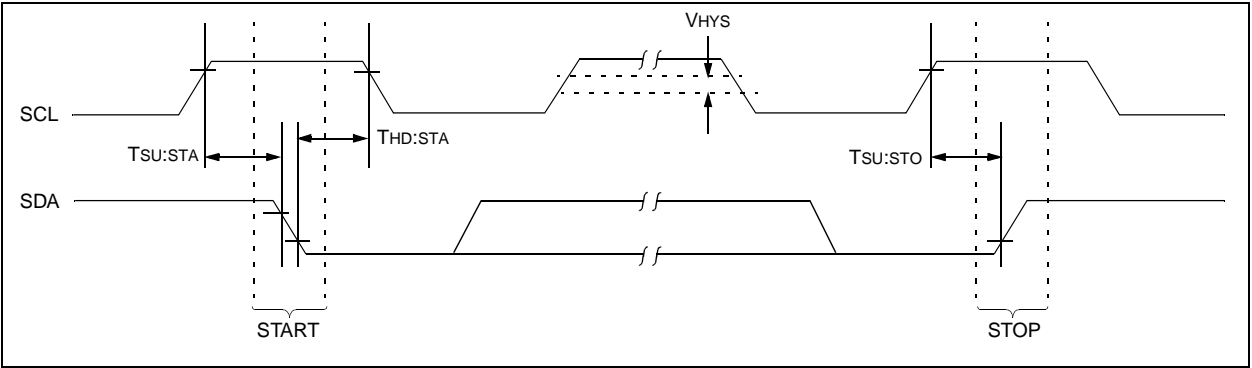 VHYS
SCL
THD:STA
TSU:STA
TSU:STO
SDA
START
STOP